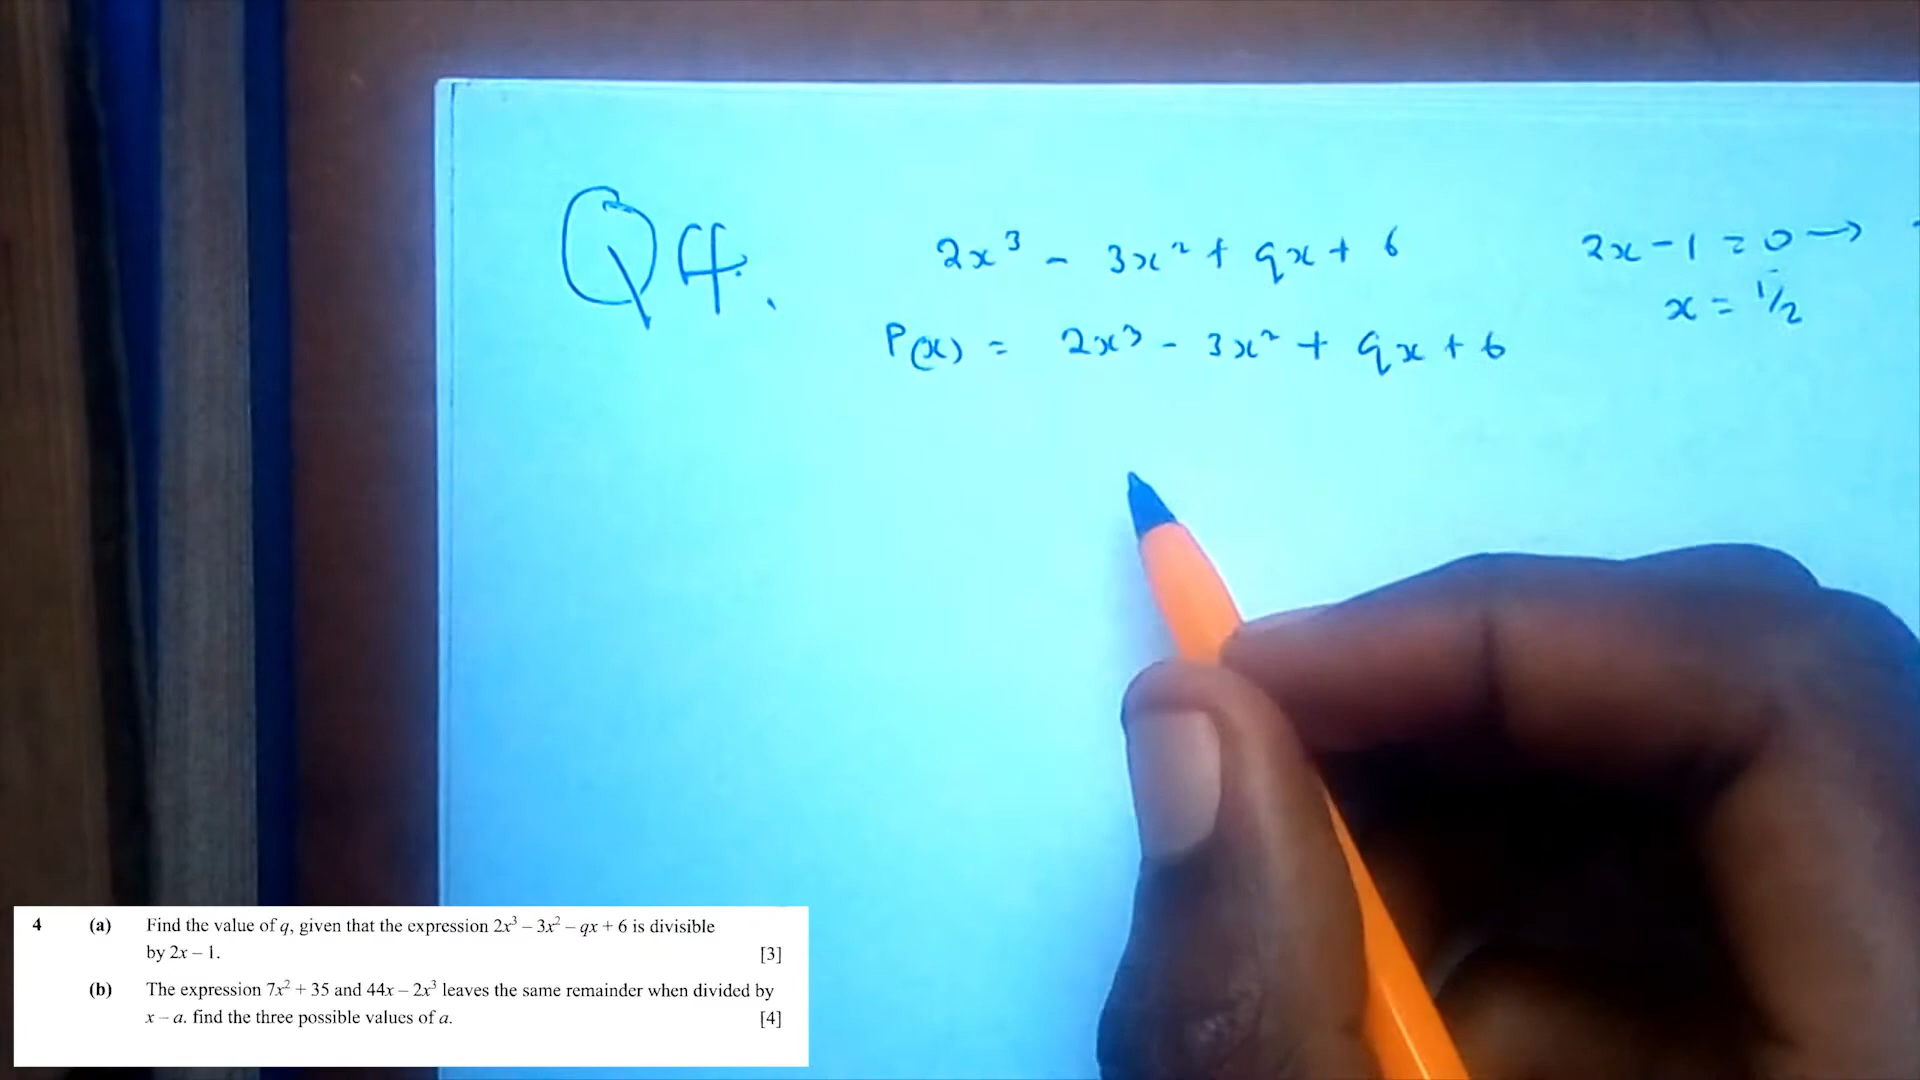 Q4.
2x³ - 3x² + qx + 6
2x - 1 = 0 →
x = 1/2
P(x) = 2x³ - 3x² + qx + 6
4 (a) Find the value of q, given that the expression 2x³ – 3x² – qx + 6 is divisible
by 2x – 1. [3]
(b) The expression 7x² + 35 and 44x – 2x³ leaves the same remainder when divided by
x – a. find the three possible values of a. [4]